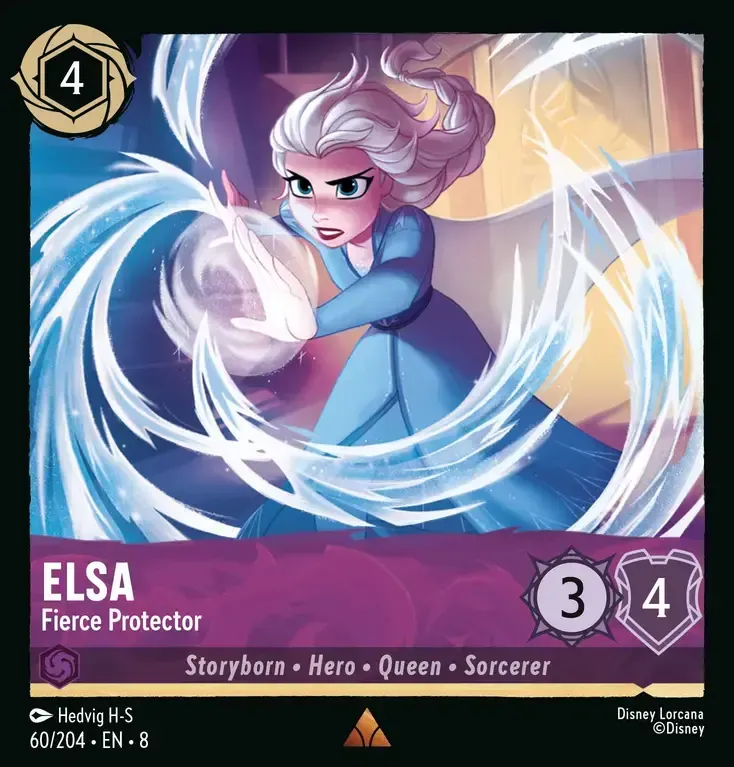 4
ELSA
Fierce Protector
3
4
Storyborn • Hero • Queen • Sorcerer
Hedvig H-S
60/204 • EN • 8
Disney Lorcana
©Disney